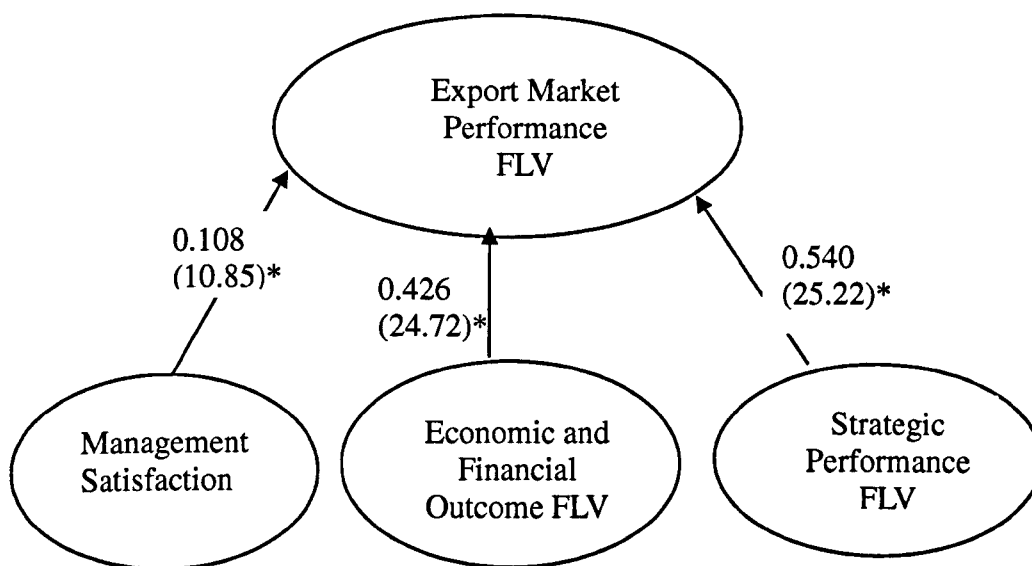 Export Market
Performance
FLV
0.108
(10.85)*
0.426
(24.72)*
0.540
(25.22)*
Management
Satisfaction
Economic and
Financial
Outcome FLV
Strategic
Performance
FLV